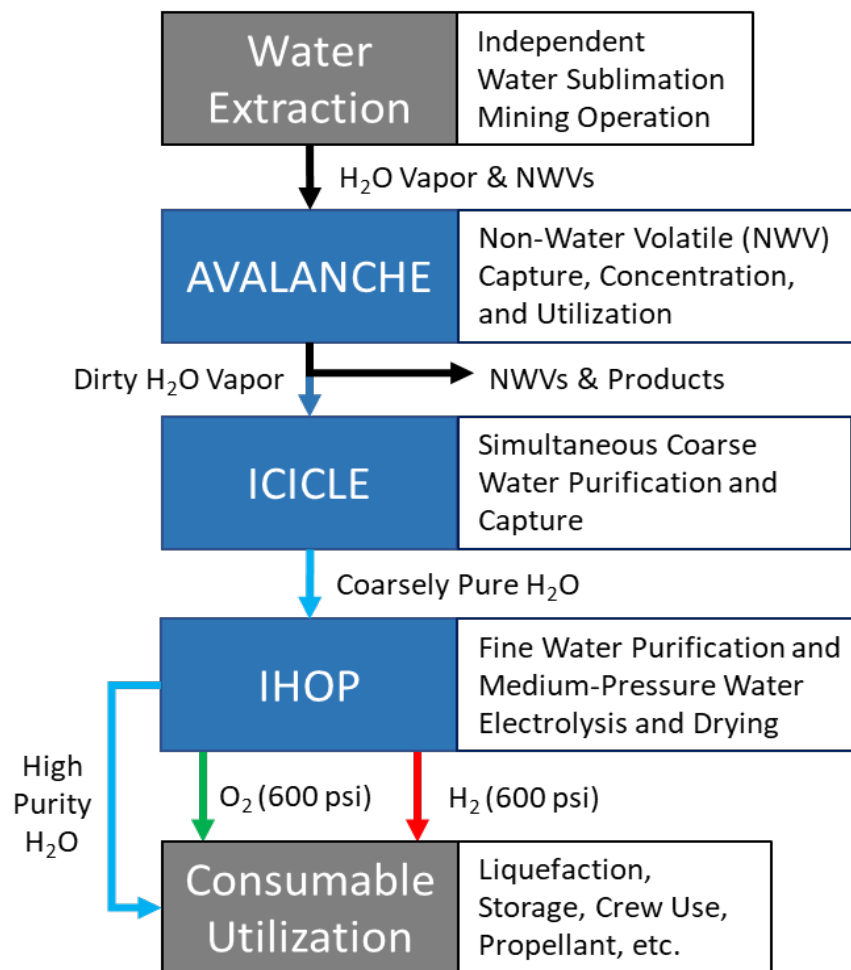 Water
Extraction
Independent
Water Sublimation
Mining Operation
H₂O Vapor & NWVs
AVALANCHE
Non-Water Volatile (NWV)
Capture, Concentration,
and Utilization
Dirty H₂O Vapor
NWVs & Products
ICICLE
Simultaneous Coarse
Water Purification and
Capture
Coarsely Pure H₂O
IHOP
Fine Water Purification and
Medium-Pressure Water
Electrolysis and Drying
High
Purity
H₂O
O₂ (600 psi)
H₂ (600 psi)
Consumable
Utilization
Liquefaction,
Storage, Crew Use,
Propellant, etc.